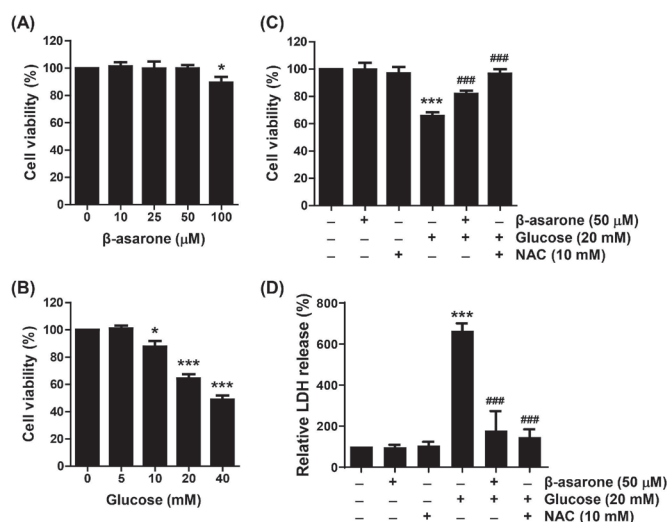 (A)
Cell viability (%)
120
100
80
60
40
20
0
*
0 10 25 50 100
β-asarone (μM)
(B)
Cell viability (%)
120
100
80
60
40
20
0
*
***
***
0 5 10 20 40
Glucose (mM)
(C)
Cell viability (%)
120
100
80
60
40
20
0
***
###
###
– + – – + – β-asarone (50 μM)
– – – + + + Glucose (20 mM)
– – + – – + NAC (10 mM)
(D)
Relative LDH release (%)
800
600
400
200
0
***
###
###
– + – – + – β-asarone (50 μM)
– – – + + + Glucose (20 mM)
– – + – – + NAC (10 mM)